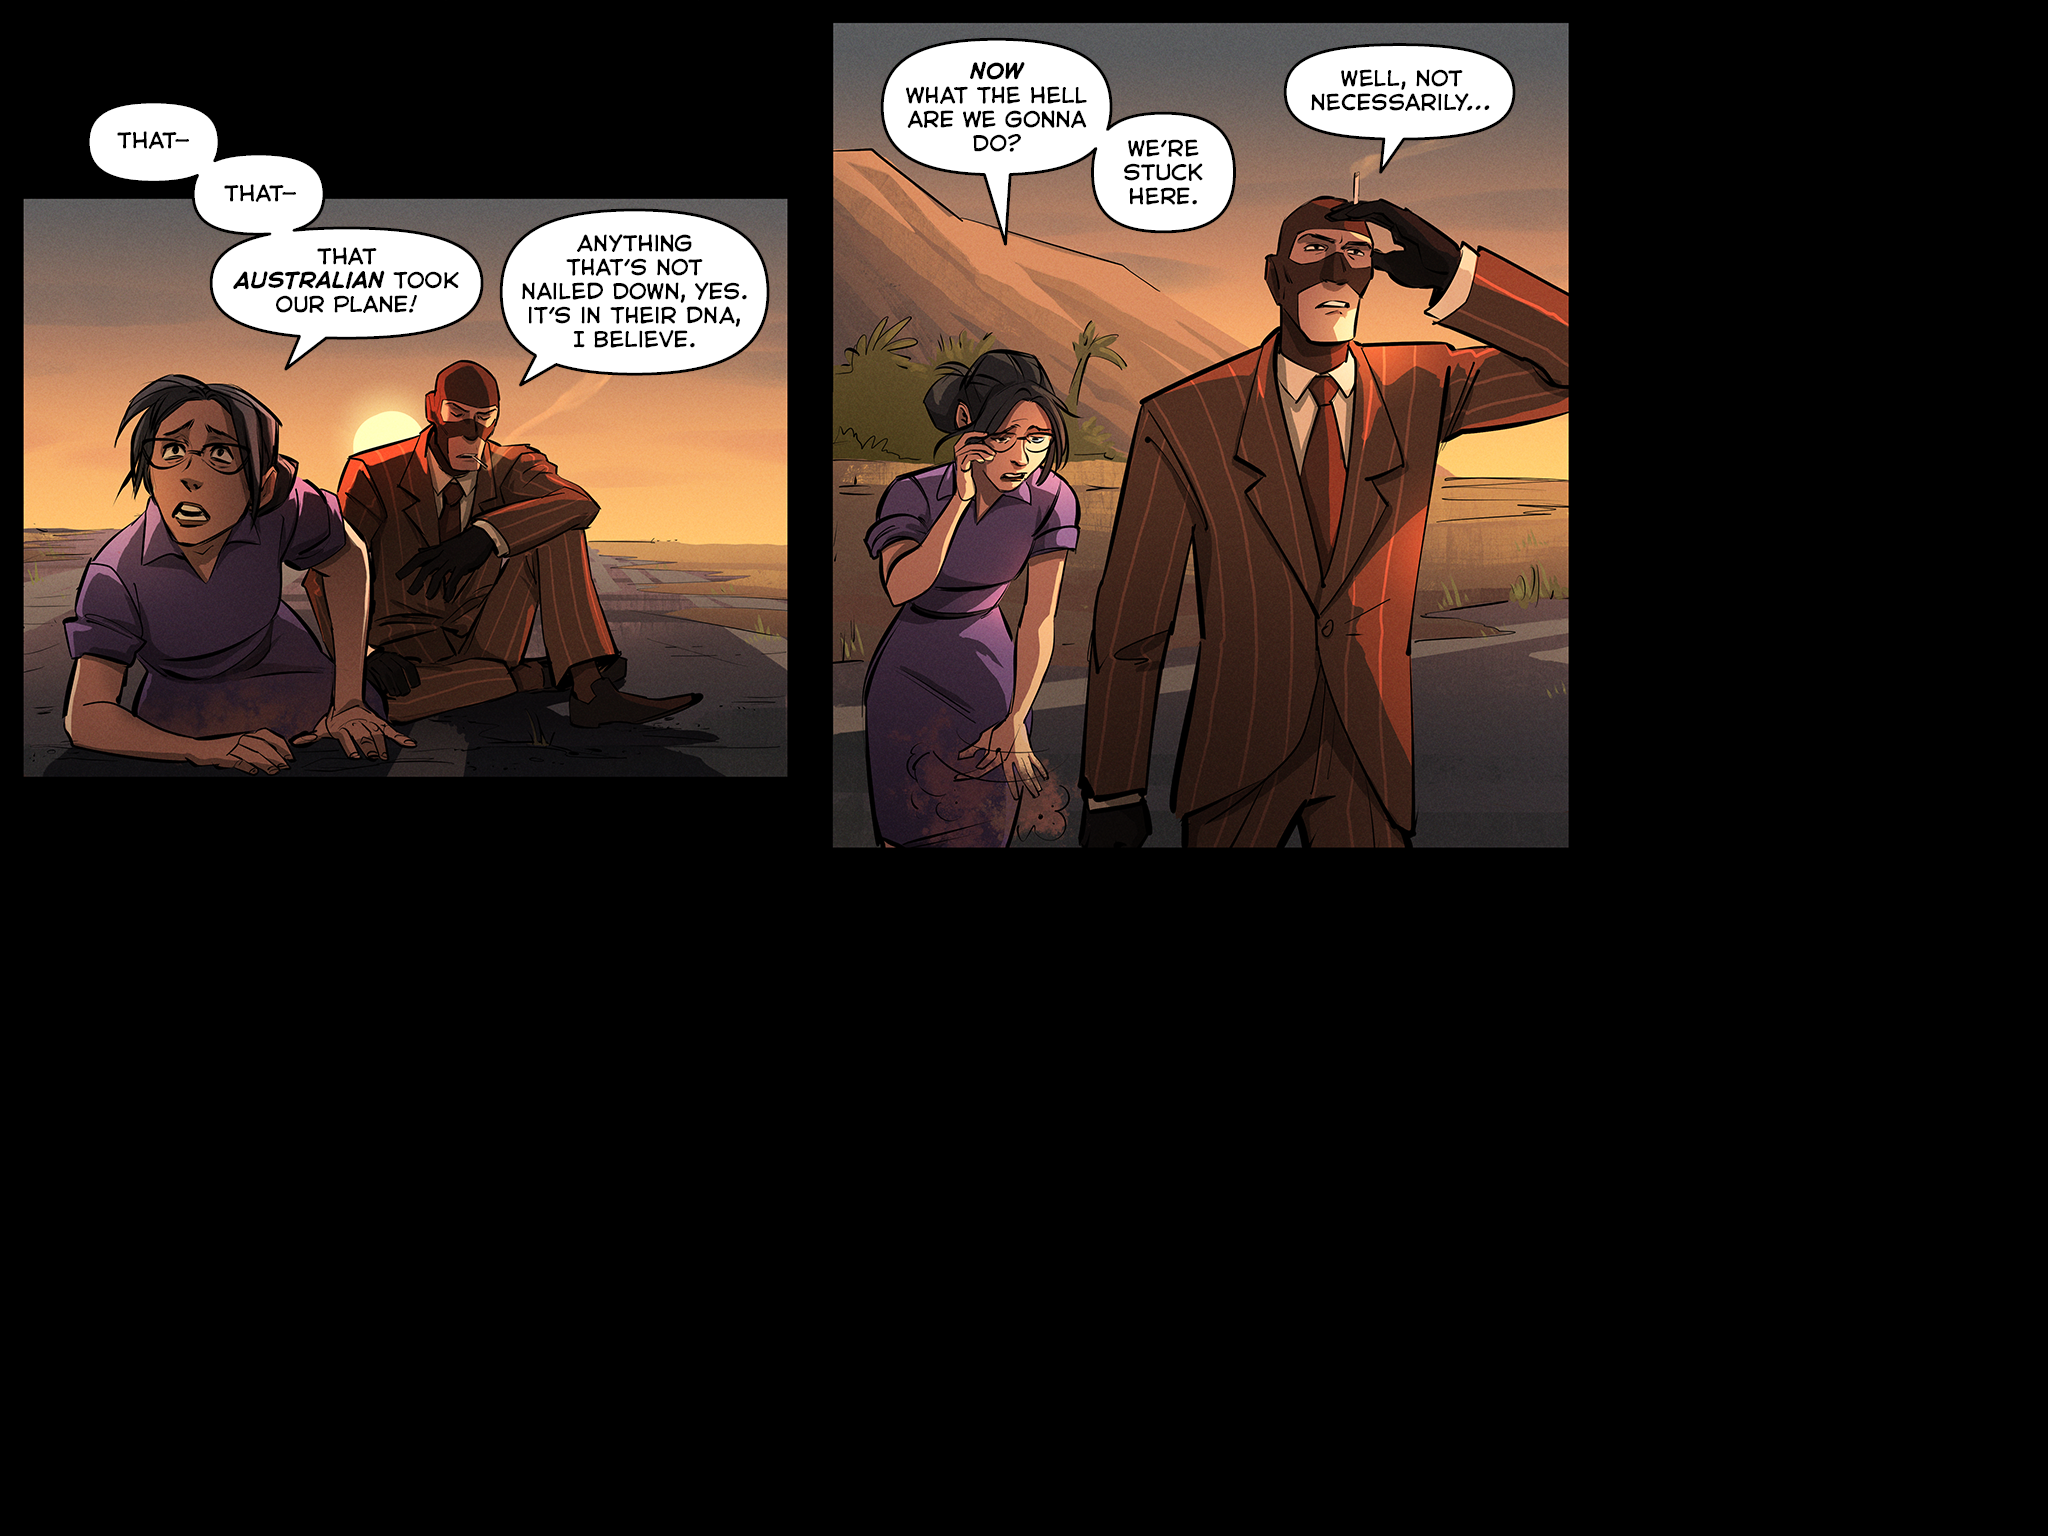 THAT–
THAT–
THAT
AUSTRALIAN TOOK
OUR PLANE!
ANYTHING
THAT'S NOT
NAILED DOWN, YES.
IT'S IN THEIR DNA,
I BELIEVE.
NOW
WHAT THE HELL
ARE WE GONNA
DO?
WE'RE
STUCK
HERE.
WELL, NOT
NECESSARILY...